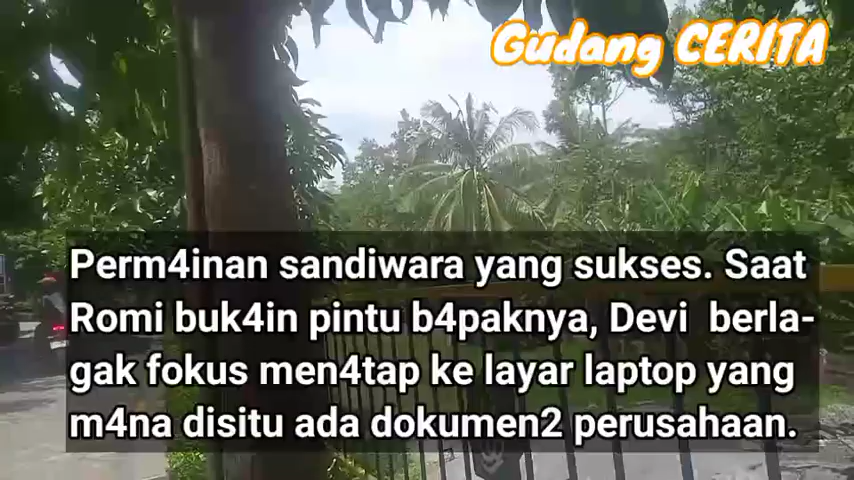 Gudang CERITA
Perm4inan sandiwara yang sukses. Saat
Romi buk4in pintu b4paknya, Devi  berla-
gak fokus men4tap ke layar laptop yang
m4na disitu ada dokumen2 perusahaan.